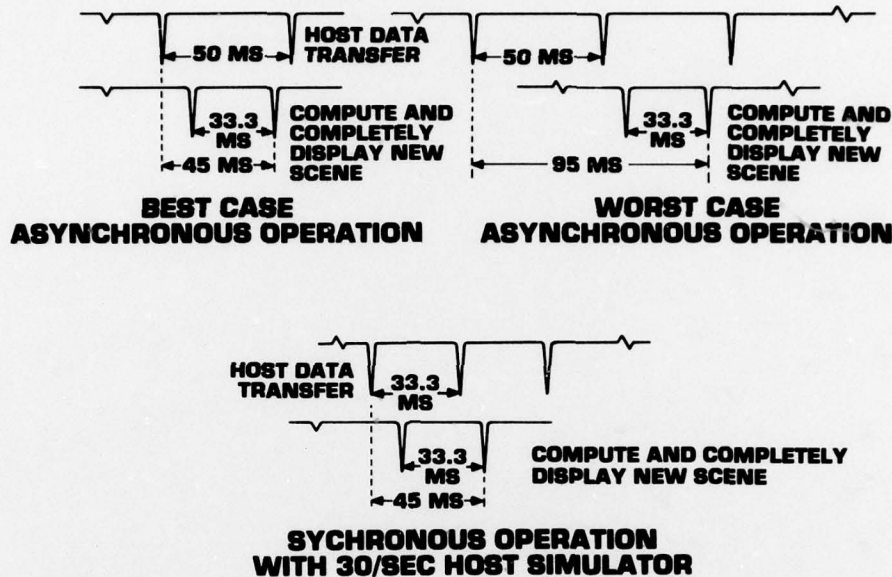 HOST DATA
TRANSFER
50 MS
33.3
MS
45 MS
COMPUTE AND
COMPLETELY
DISPLAY NEW
SCENE
BEST CASE
ASYNCHRONOUS OPERATION
50 MS
33.3
MS
95 MS
COMPUTE AND
COMPLETELY
DISPLAY NEW
SCENE
WORST CASE
ASYNCHRONOUS OPERATION
HOST DATA
TRANSFER
33.3
MS
33.3
MS
45 MS
COMPUTE AND COMPLETELY
DISPLAY NEW SCENE
SYCHRONOUS OPERATION
WITH 30/SEC HOST SIMULATOR